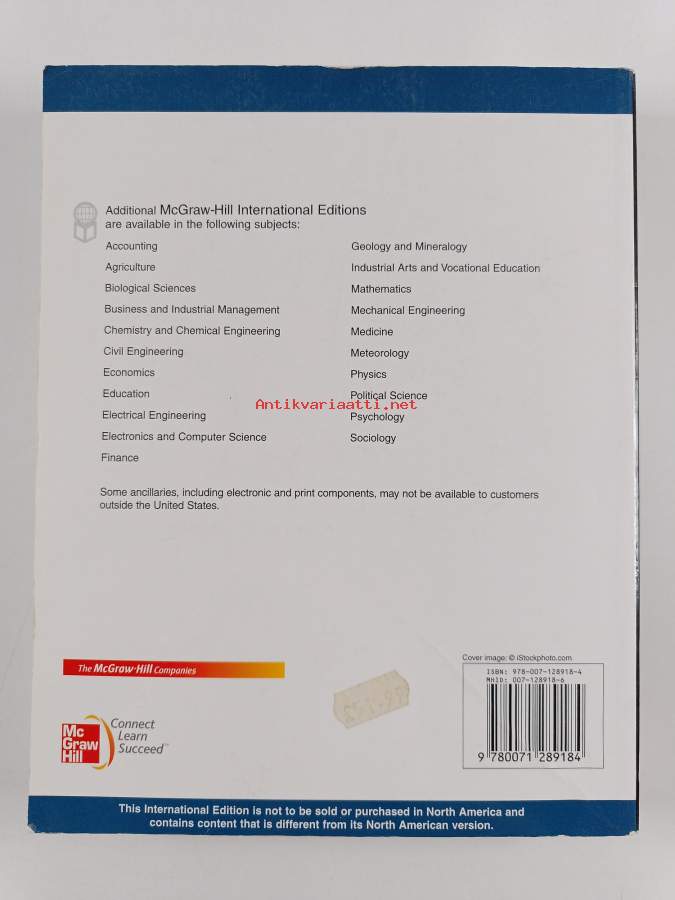 Additional McGraw-Hill International Editions
are available in the following subjects:
Accounting
Agriculture
Biological Sciences
Business and Industrial Management
Chemistry and Chemical Engineering
Civil Engineering
Economics
Education
Electrical Engineering
Electronics and Computer Science
Finance
Geology and Mineralogy
Industrial Arts and Vocational Education
Mathematics
Mechanical Engineering
Medicine
Meteorology
Physics
Political Science
Psychology
Sociology
Antikvariaatti.net
Some ancillaries, including electronic and print components, may not be available to customers
outside the United States.
The McGraw·Hill Companies
Mc
Graw
Hill
Connect
Learn
Succeed™
Cover image: © iStockphoto.com
ISBN: 978-007-128918-4
MHID: 007-128918-6
9 780071 289184
This International Edition is not to be sold or purchased in North America and
contains content that is different from its North American version.